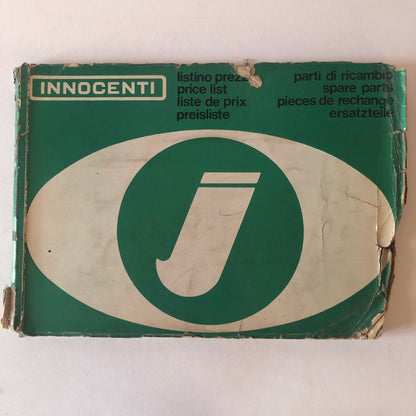 INNOCENTI
listino prezzi
price list
liste de prix
preisliste
parti di ricambio
spare parts
pieces de rechange
ersatzteile
j